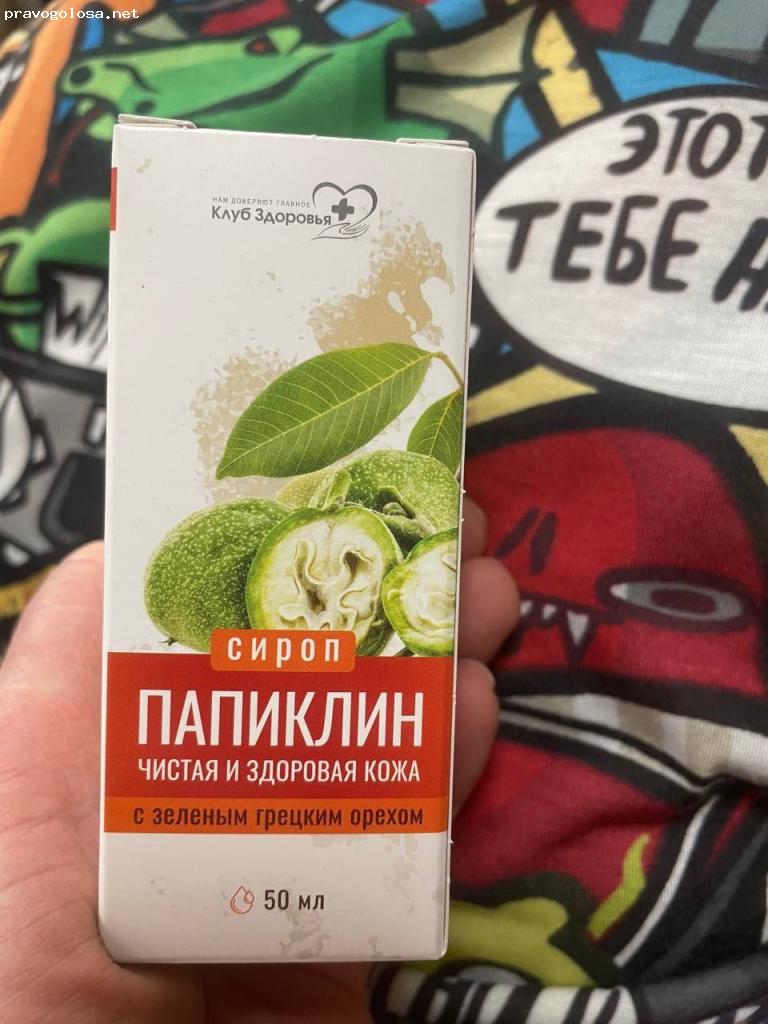 pravogolosa.net
НАМ ДОВЕРЯЮТ ГЛАВНОЕ
Клуб Здоровья
ЭТОТ
ТЕБЕ
W
сироп
ПАПИКЛИН
ЧИСТАЯ И ЗДОРОВАЯ КОЖА
с зеленым грецким орехом
50 мл